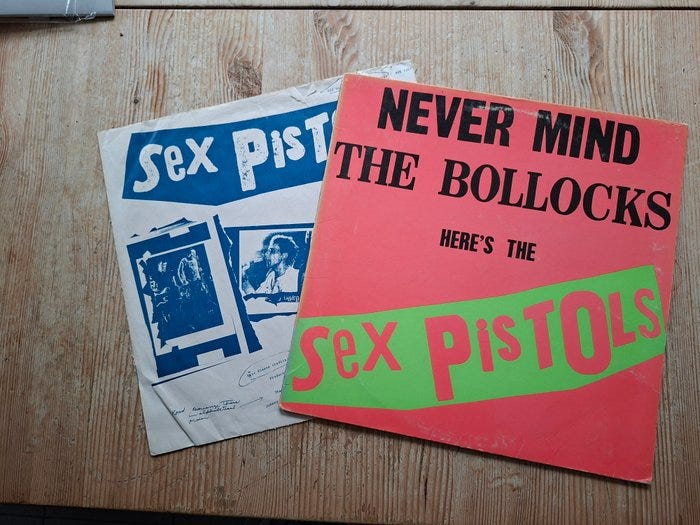 Sex PisT
NEVER MIND
THE BOLLOCKS
HERE'S THE
Sex PisTOLs